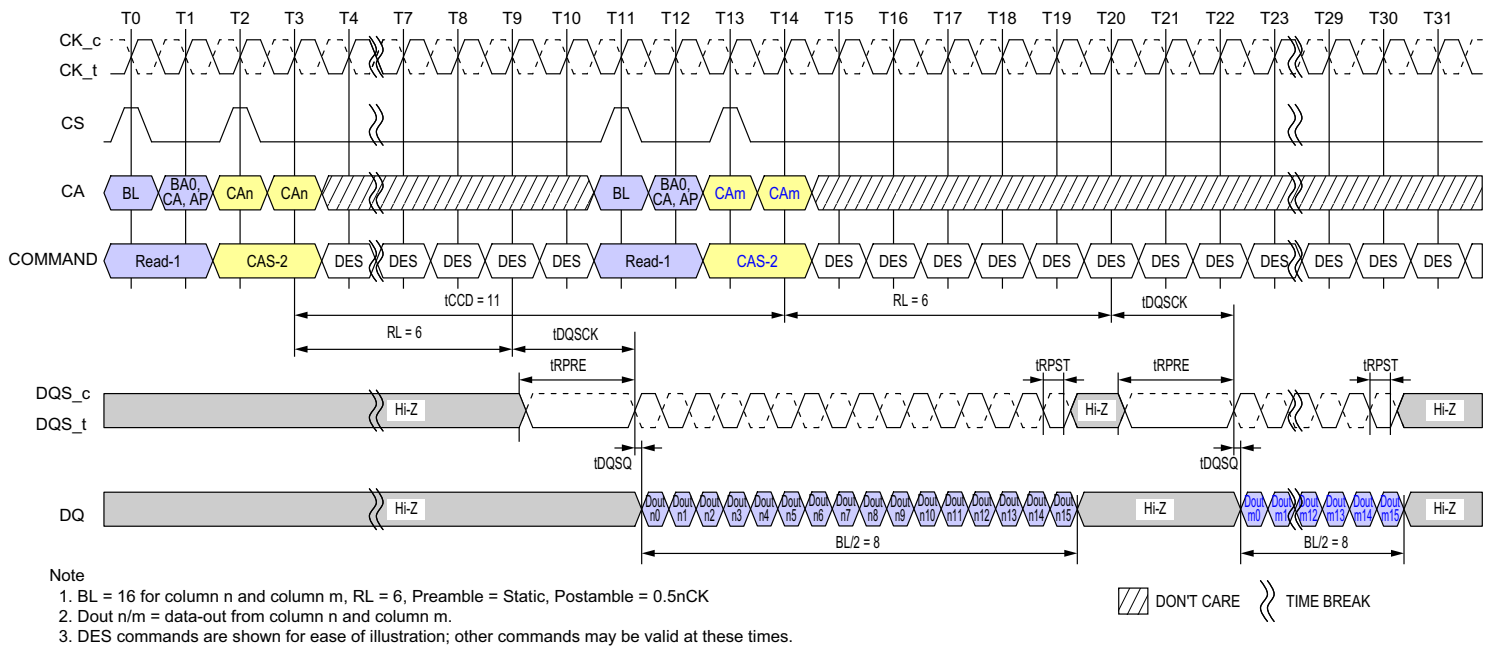 T0 T1 T2 T3 T4 T7 T8 T9 T10 T11 T12 T13 T14 T15 T16 T17 T18 T19 T20 T21 T22 T23 T29 T30 T31
CK_c
CK_t
CS
CA BL BA0, CA, AP CAn CAn BL BA0, CA, AP CAm CAm
COMMAND Read-1 CAS-2 DES DES DES DES DES Read-1 CAS-2 DES DES DES DES DES DES DES DES DES DES DES DES
tCCD = 11 RL = 6 tDQSCK
RL = 6 tDQSCK
tRPRE tRPST tRPRE tRPST
DQS_c
DQS_t Hi-Z Hi-Z Hi-Z
tDQSQ tDQSQ
DQ Hi-Z Dout n0 Dout n1 Dout n2 Dout n3 Dout n4 Dout n5 Dout n6 Dout n7 Dout n8 Dout n9 Dout n10 Dout n11 Dout n12 Dout n13 Dout n14 Dout n15 Hi-Z Dout m0 Dout m1 Dout m12 Dout m13 Dout m14 Dout m15 Hi-Z
BL/2 = 8 BL/2 = 8
Note
1. BL = 16 for column n and column m, RL = 6, Preamble = Static, Postamble = 0.5nCK
2. Dout n/m = data-out from column n and column m.
3. DES commands are shown for ease of illustration; other commands may be valid at these times.
DON'T CARE TIME BREAK